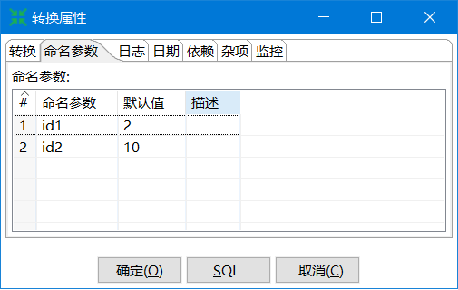 转换属性
转换 命名参数 日志 日期 依赖 杂项 监控
命名参数:
# 命名参数 默认值 描述
1 id1 2
2 id2 10
确定(O) SQL 取消(C)